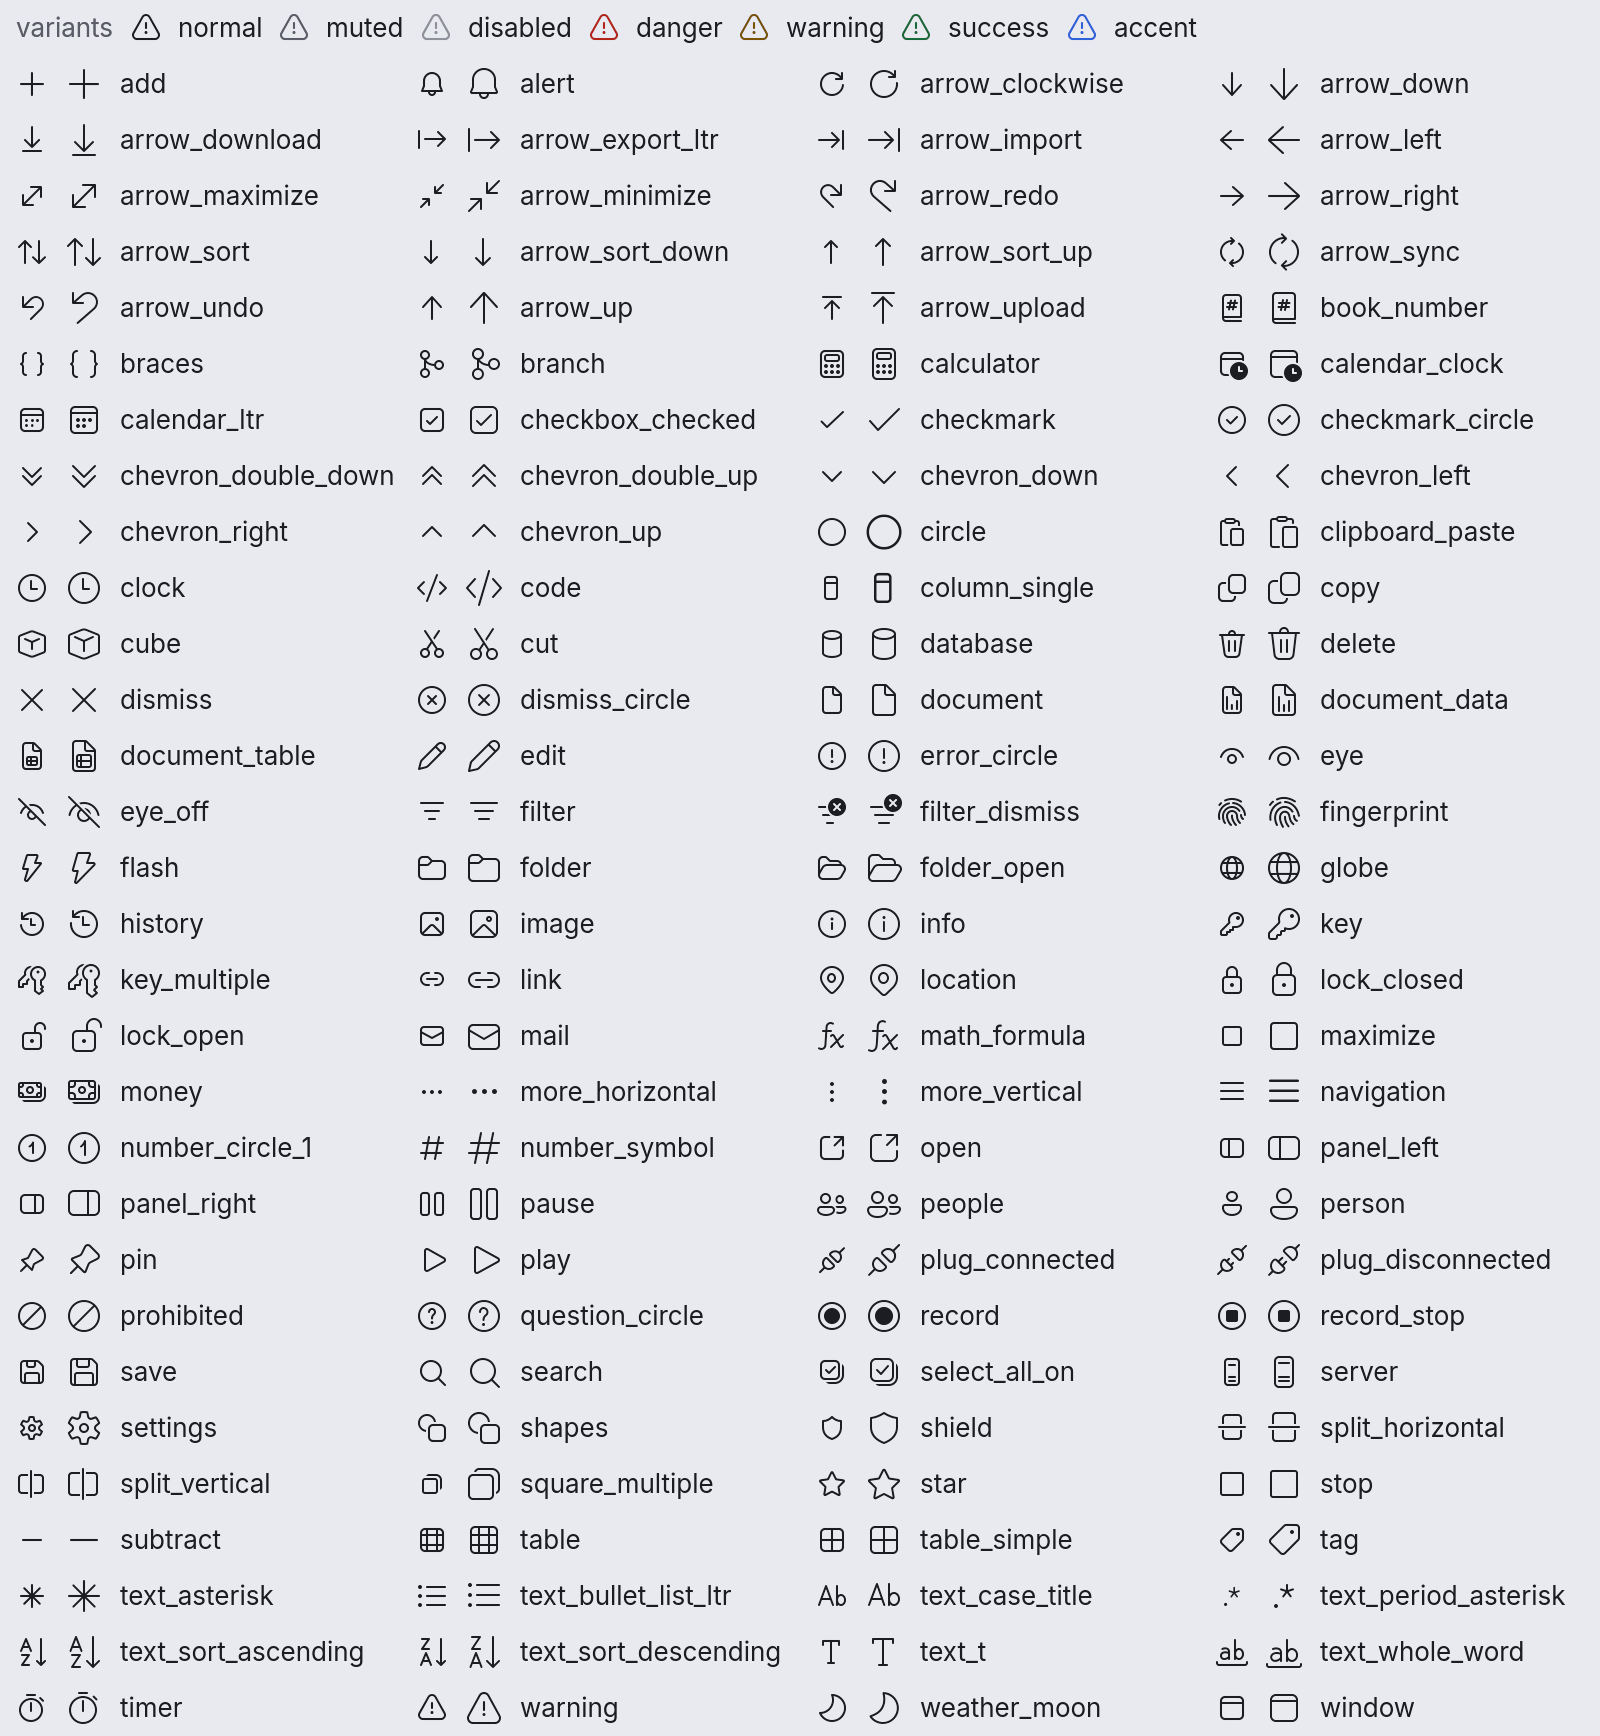 variants normal muted disabled danger warning success accent
add alert arrow_clockwise arrow_down
arrow_download arrow_export_ltr arrow_import arrow_left
arrow_maximize arrow_minimize arrow_redo arrow_right
arrow_sort arrow_sort_down arrow_sort_up arrow_sync
arrow_undo arrow_up arrow_upload book_number
braces branch calculator calendar_clock
calendar_ltr checkbox_checked checkmark checkmark_circle
chevron_double_down chevron_double_up chevron_down chevron_left
chevron_right chevron_up circle clipboard_paste
clock code column_single copy
cube cut database delete
dismiss dismiss_circle document document_data
document_table edit error_circle eye
eye_off filter filter_dismiss fingerprint
flash folder folder_open globe
history image info key
key_multiple link location lock_closed
lock_open mail math_formula maximize
money more_horizontal more_vertical navigation
number_circle_1 number_symbol open panel_left
panel_right pause people person
pin play plug_connected plug_disconnected
prohibited question_circle record record_stop
save search select_all_on server
settings shapes shield split_horizontal
split_vertical square_multiple star stop
subtract table table_simple tag
text_asterisk text_bullet_list_ltr Ab Ab text_case_title text_period_asterisk
text_sort_ascending text_sort_descending T T text_t ab ab text_whole_word
timer warning weather_moon window